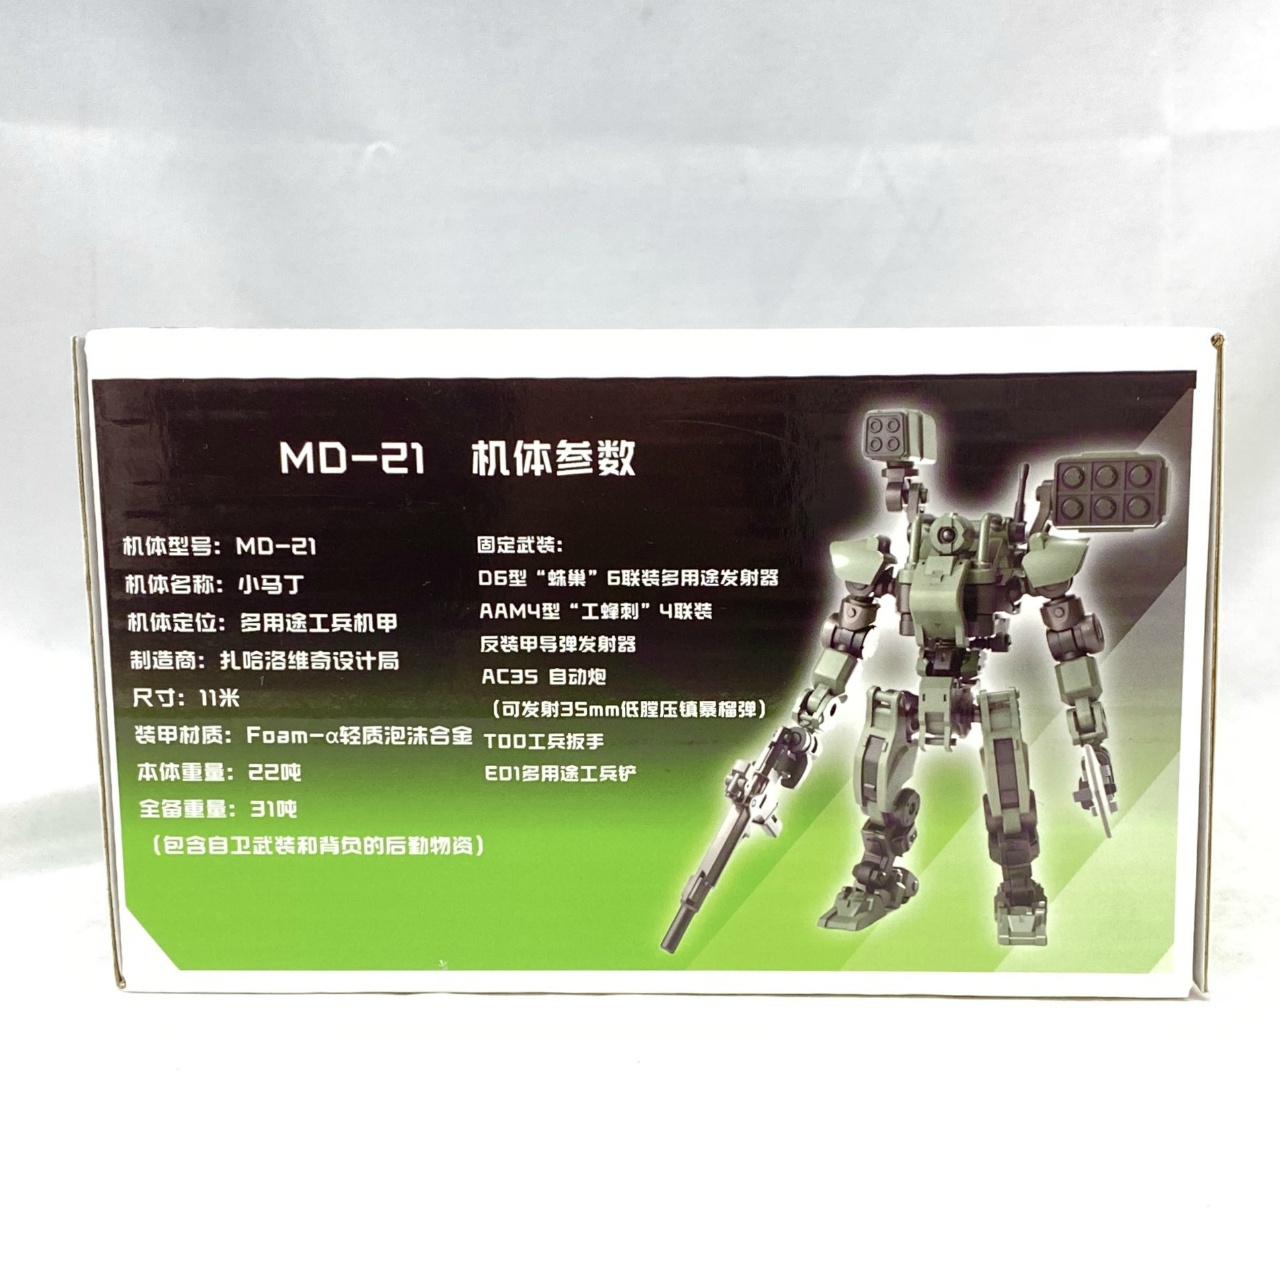 MD-21 机体参数
机体型号：MD-21
机体名称：小马丁
机体定位：多用途工兵机甲
制造商：扎哈洛维奇设计局
尺寸：11米
装甲材质：Foam-α轻质泡沫合金
本体重量：22吨
全备重量：31吨
（包含自卫武装和背负的后勤物资）
固定武装：
D6型“蛛巢”6联装多用途发射器
AAM4型“工蜂刺”4联装
反装甲导弹发射器
AC35 自动炮
（可发射35mm低膛压镇暴榴弹）
T00工兵扳手
E01多用途工兵铲